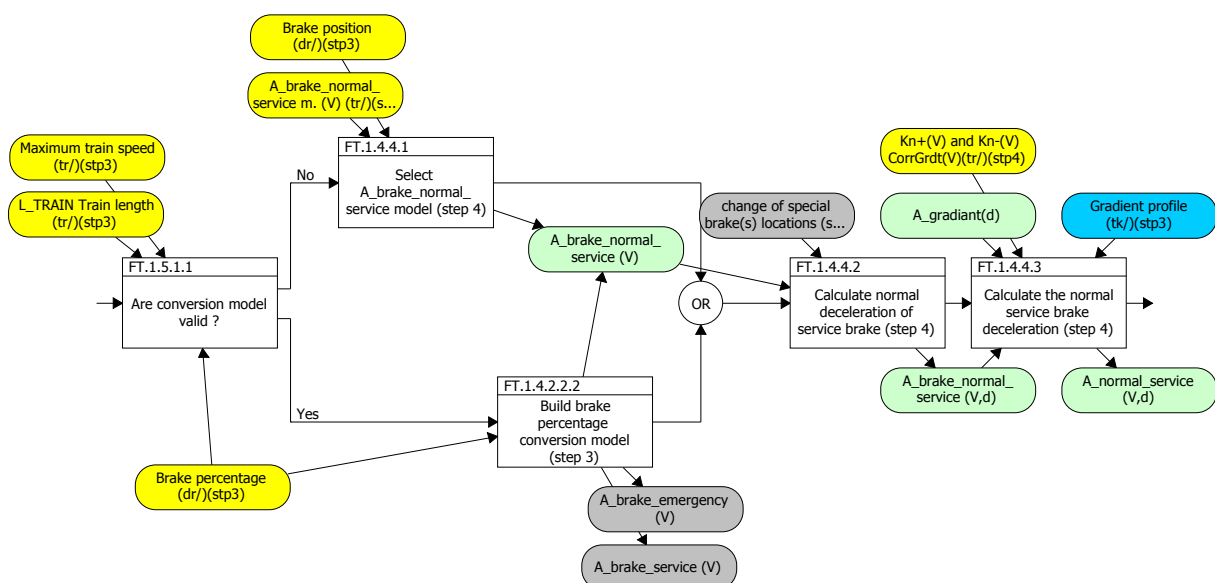 Brake position
(dr/)(stp3)
A_brake_normal_
service m. (V) (tr/)(s...
Maximum train speed
(tr/)(stp3)
L_TRAIN Train length
(tr/)(stp3)
FT.1.5.1.1
Are conversion model
valid ?
No
Yes
FT.1.4.4.1
Select
A_brake_normal_
service model (step 4)
A_brake_normal_
service (V)
FT.1.4.2.2.2
Build brake
percentage
conversion model
(step 3)
Brake percentage
(dr/)(stp3)
A_brake_emergency
(V)
A_brake_service (V)
OR
change of special
brake(s) locations (s...
FT.1.4.4.2
Calculate normal
deceleration of
service brake (step 4)
A_brake_normal_
service (V,d)
Kn+(V) and Kn-(V)
CorrGrdt(V)(tr/)(stp4)
A_gradiant(d)
Gradient profile
(tk/)(stp3)
FT.1.4.4.3
Calculate the normal
service brake
deceleration (step 4)
A_normal_service
(V,d)